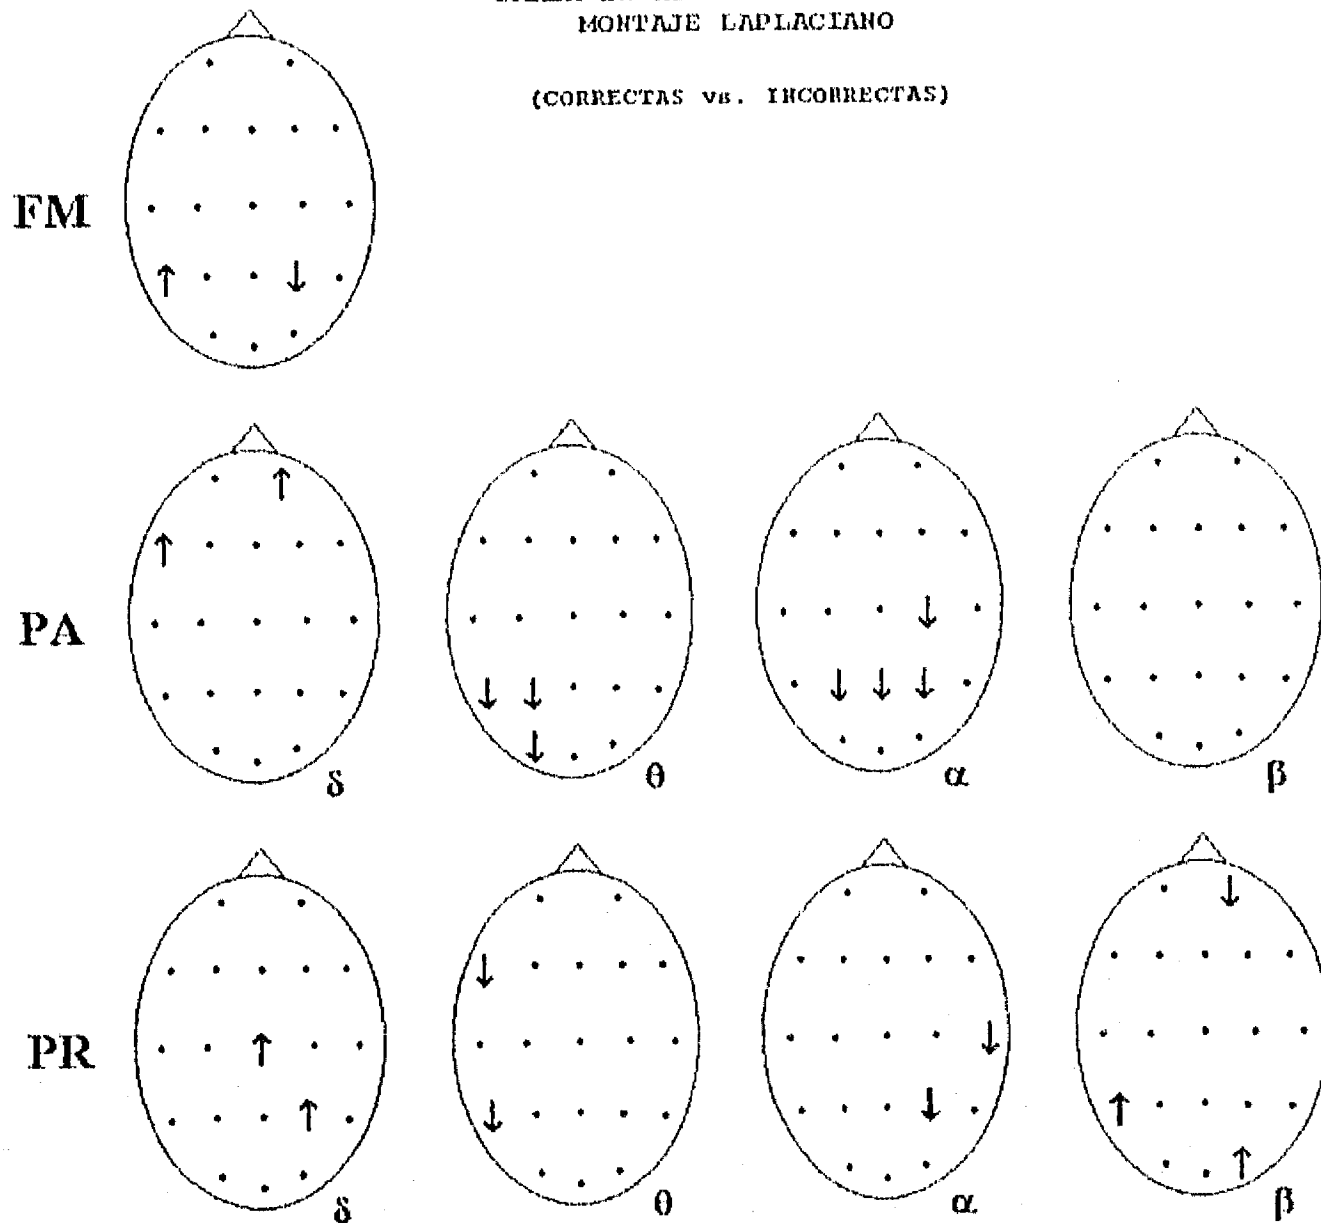 MONTAJE LAPLACIANO
(CORRECTAS vs. INCORRECTAS)
FM
PA
δ θ α β
PR
δ θ α β